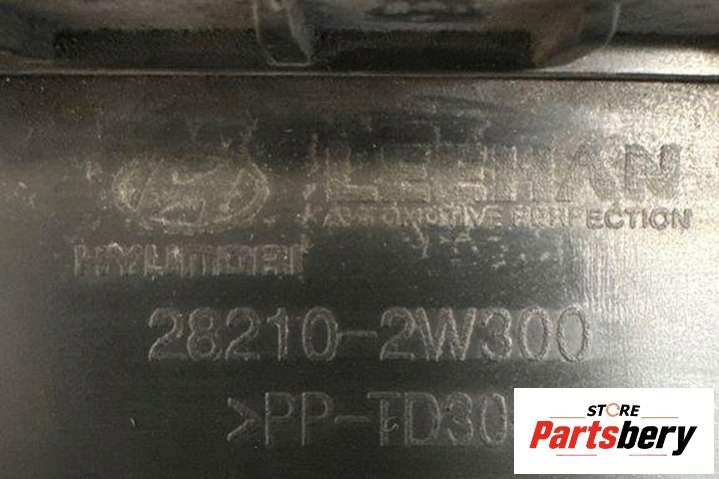 LEEHAN
AUTOMOTIVE PERFECTION
HYUNDAI
28210-2W300
>PP-TD30
STORE
Partsbery